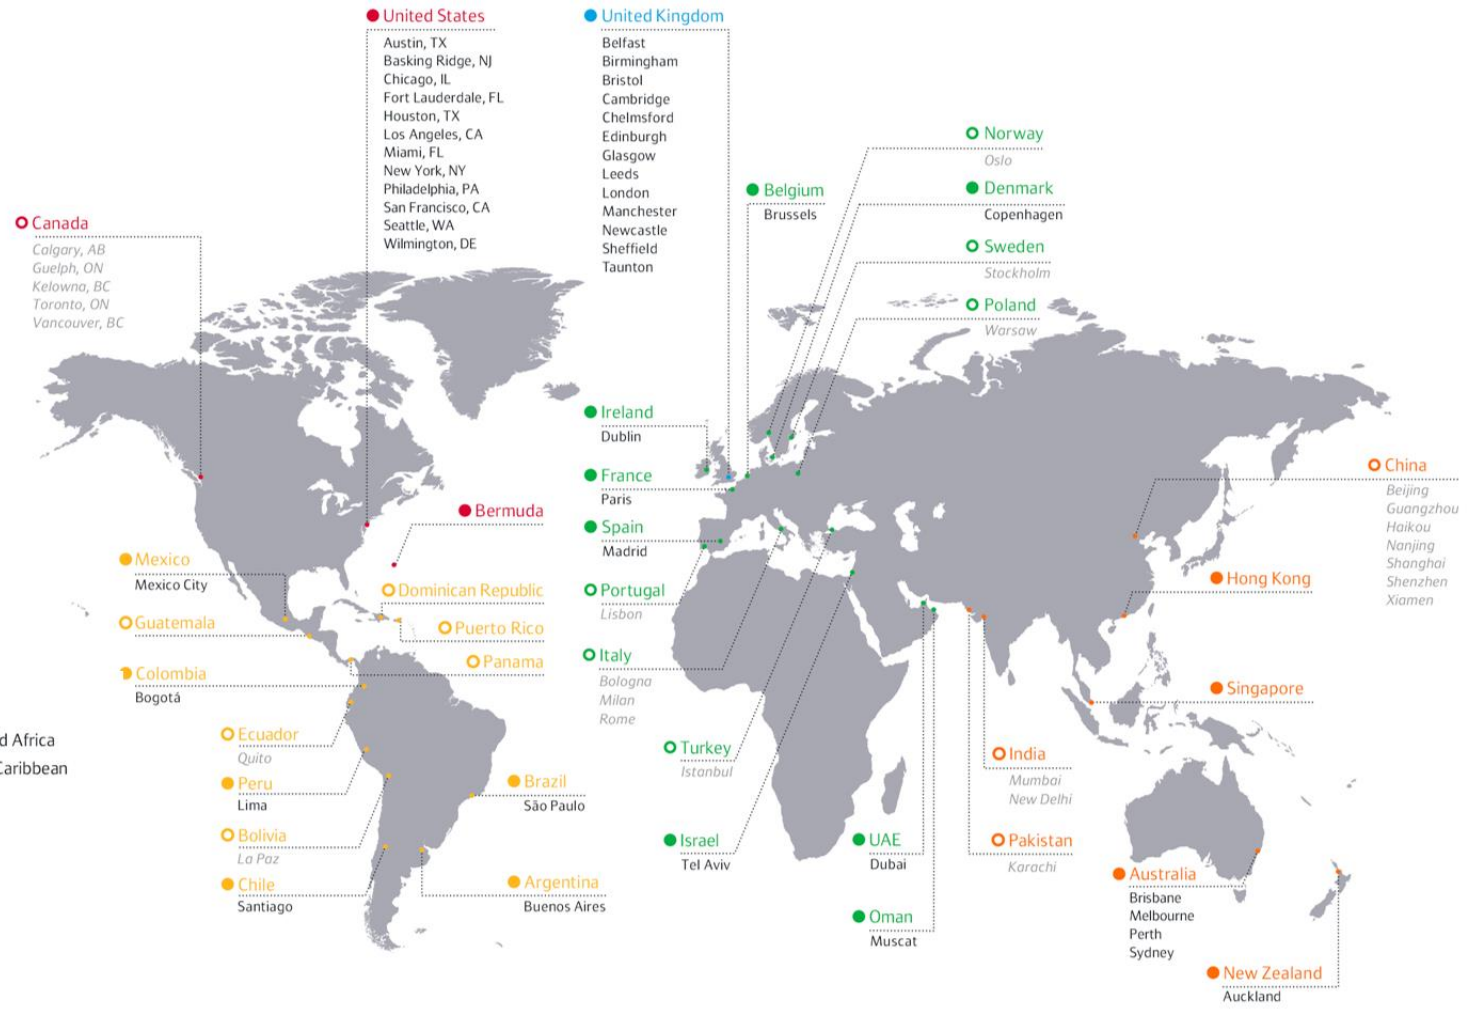 United States
Austin, TX
Basking Ridge, NJ
Chicago, IL
Fort Lauderdale, FL
Houston, TX
Los Angeles, CA
Miami, FL
New York, NY
Philadelphia, PA
San Francisco, CA
Seattle, WA
Wilmington, DE
United Kingdom
Belfast
Birmingham
Bristol
Cambridge
Chelmsford
Edinburgh
Glasgow
Leeds
London
Manchester
Newcastle
Sheffield
Taunton
Norway
Oslo
Belgium
Brussels
Denmark
Copenhagen
Sweden
Stockholm
Poland
Warsaw
Canada
Calgary, AB
Guelph, ON
Kelowna, BC
Toronto, ON
Vancouver, BC
Ireland
Dublin
France
Paris
Spain
Madrid
Portugal
Lisbon
Italy
Bologna
Milan
Rome
Turkey
Istanbul
Israel
Tel Aviv
UAE
Dubai
Oman
Muscat
Bermuda
Mexico
Mexico City
Dominican Republic
Guatemala
Puerto Rico
Panama
Colombia
Bogotá
Ecuador
Quito
Peru
Lima
Bolivia
La Paz
Chile
Santiago
Brazil
São Paulo
Argentina
Buenos Aires
d Africa
Caribbean
China
Beijing
Guangzhou
Haikou
Nanjing
Shanghai
Shenzhen
Xiamen
Hong Kong
Singapore
India
Mumbai
New Delhi
Pakistan
Karachi
Australia
Brisbane
Melbourne
Perth
Sydney
New Zealand
Auckland